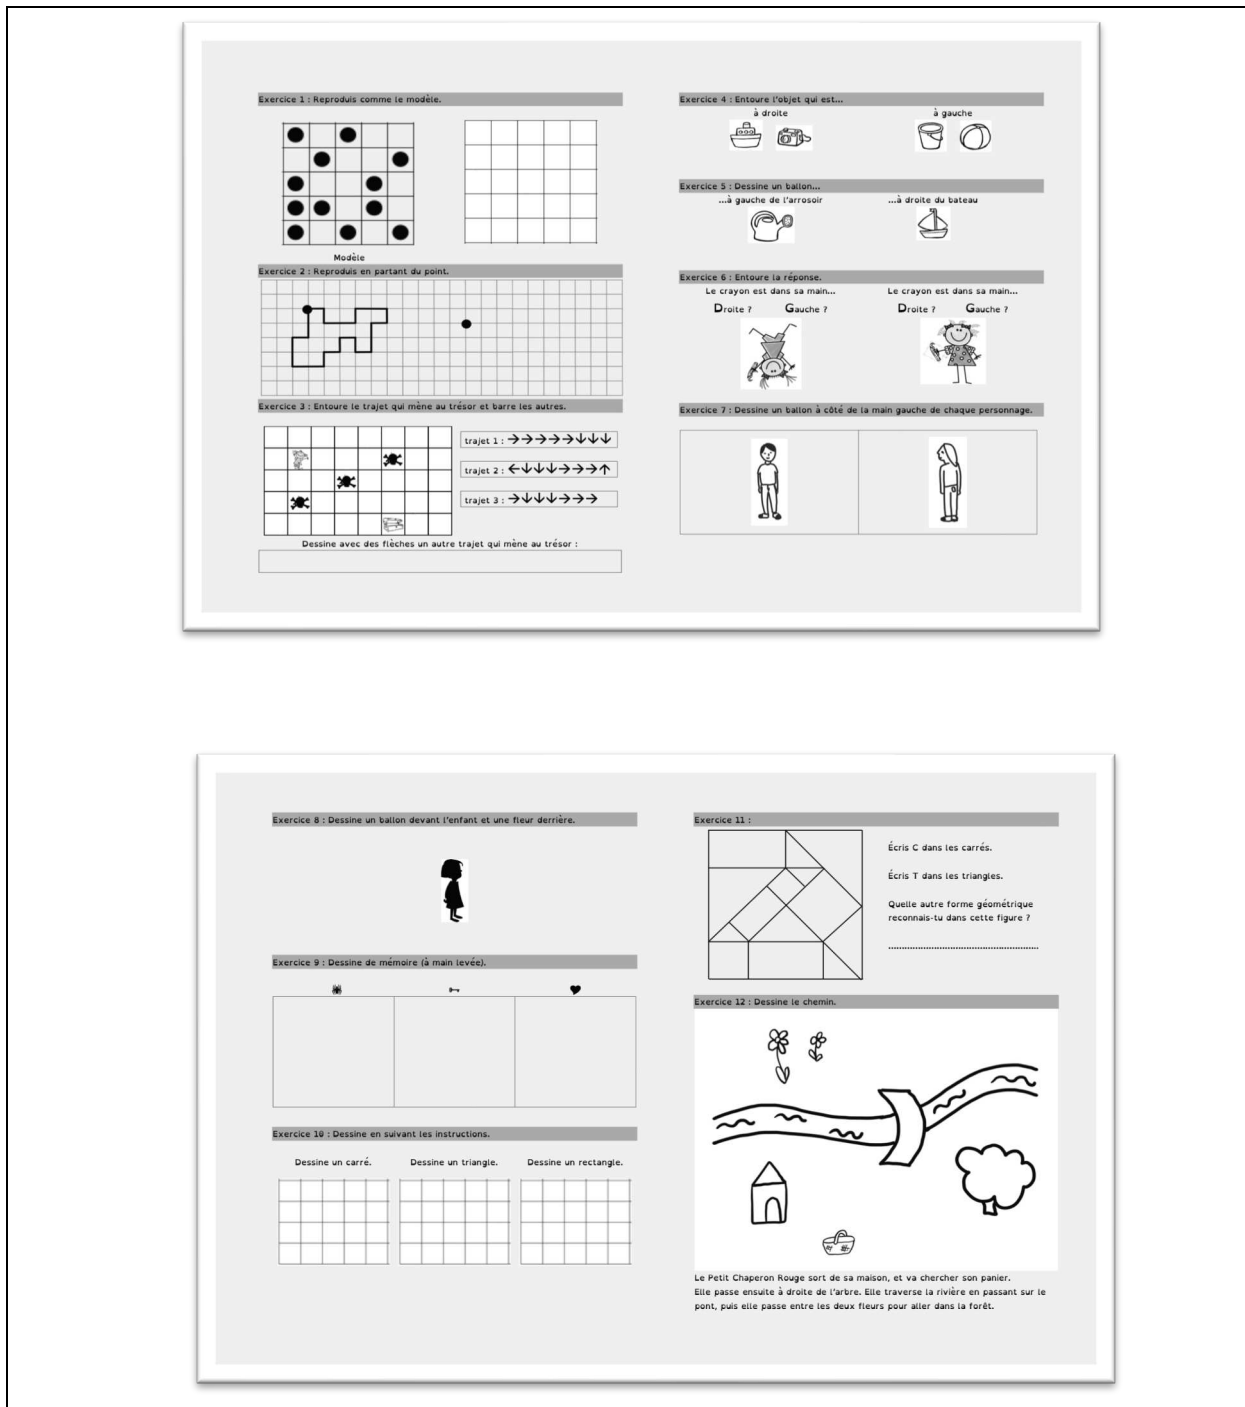 Exercice 1 : Reproduis comme le modèle.
Modèle
Exercice 2 : Reproduis en partant du point.
Exercice 3 : Entoure le trajet qui mène au trésor et barre les autres.
trajet 1 : →→→→→↓↓↓
trajet 2 : ←↓↓↓→→→↑
trajet 3 : →↓↓↓→→→
Dessine avec des flèches un autre trajet qui mène au trésor :
Exercice 4 : Entoure l'objet qui est...
à droite à gauche
Exercice 5 : Dessine un ballon...
...à gauche de l'arrosoir ...à droite du bateau
Exercice 6 : Entoure la réponse.
Le crayon est dans sa main... Le crayon est dans sa main...
Droite ? Gauche ? Droite ? Gauche ?
Exercice 7 : Dessine un ballon à côté de la main gauche de chaque personnage.
Exercice 8 : Dessine un ballon devant l'enfant et une fleur derrière.
Exercice 9 : Dessine de mémoire (à main levée).
Exercice 10 : Dessine en suivant les instructions.
Dessine un carré. Dessine un triangle. Dessine un rectangle.
Exercice 11 :
Écris C dans les carrés.
Écris T dans les triangles.
Quelle autre forme géométrique
reconnais-tu dans cette figure ?
........................................................
Exercice 12 : Dessine le chemin.
Le Petit Chaperon Rouge sort de sa maison, et va chercher son panier.
Elle passe ensuite à droite de l'arbre. Elle traverse la rivière en passant sur le
pont, puis elle passe entre les deux fleurs pour aller dans la forêt.